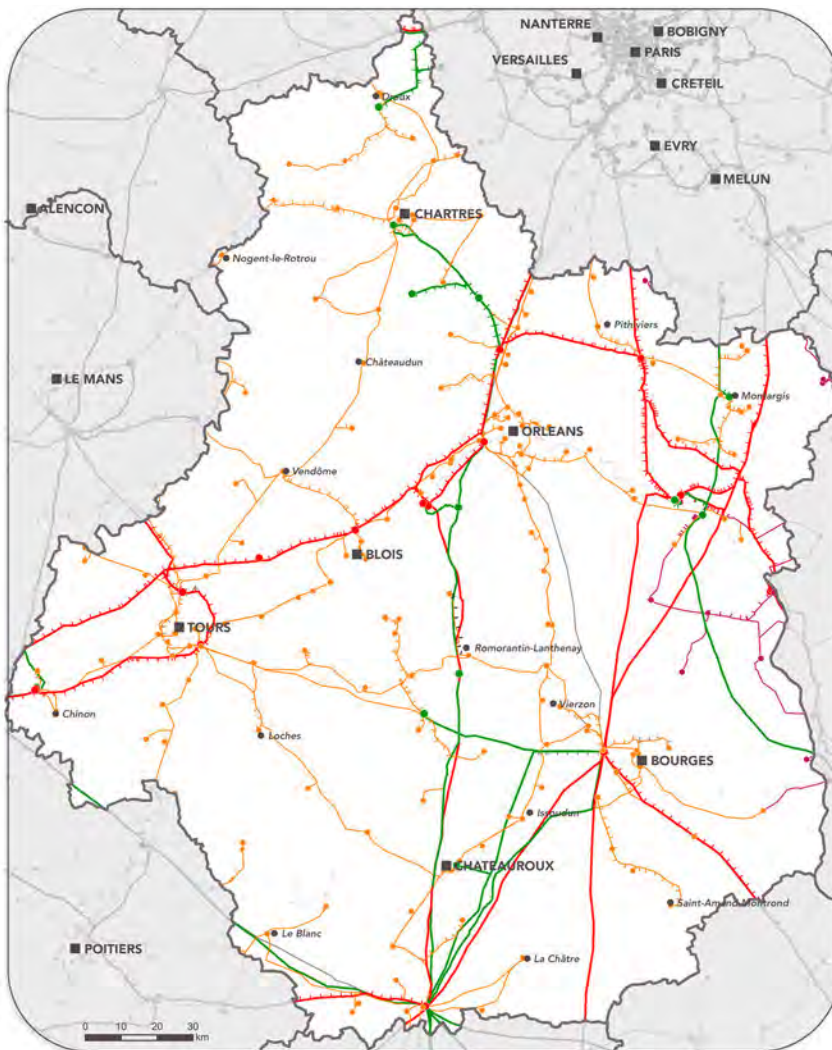 NANTERRE
BOBIGNY
PARIS
VERSAILLES
CRETEIL
Dreux
EVRY
MELUN
ALENCON
CHARTRES
Nogent-le-Rotrou
Pithiviers
Châteaudun
LE MANS
Montargis
ORLEANS
Vendôme
BLOIS
TOURS
Romorantin-Lanthenay
Vierzon
Chinon
Loches
BOURGES
Issoudun
CHATEAUROUX
Saint-Amand-Montrond
Le Blanc
POITIERS
La Châtre
0 10 20 30
km